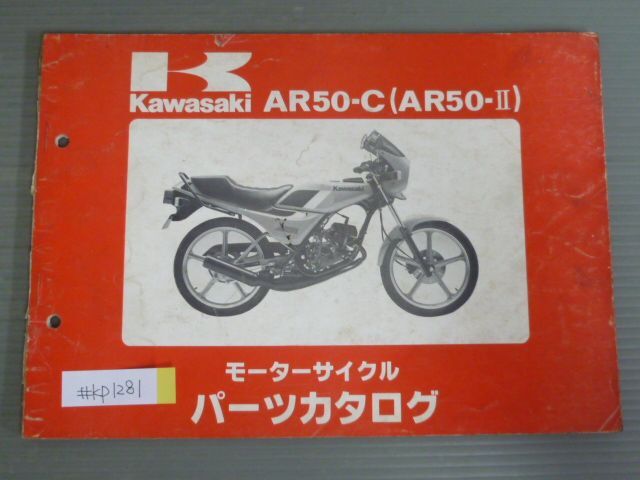 Kawasaki AR50-C(AR50-II)
Kawasaki
モーターサイクル
パーツカタログ
#kp1281